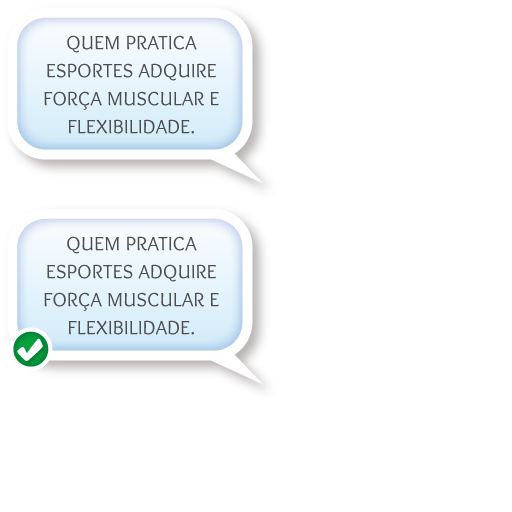 QUEM PRATICA
ESPORTES ADQUIRE
FORÇA MUSCULAR E
FLEXIBILIDADE.
QUEM PRATICA
ESPORTES ADQUIRE
FORÇA MUSCULAR E
FLEXIBILIDADE.